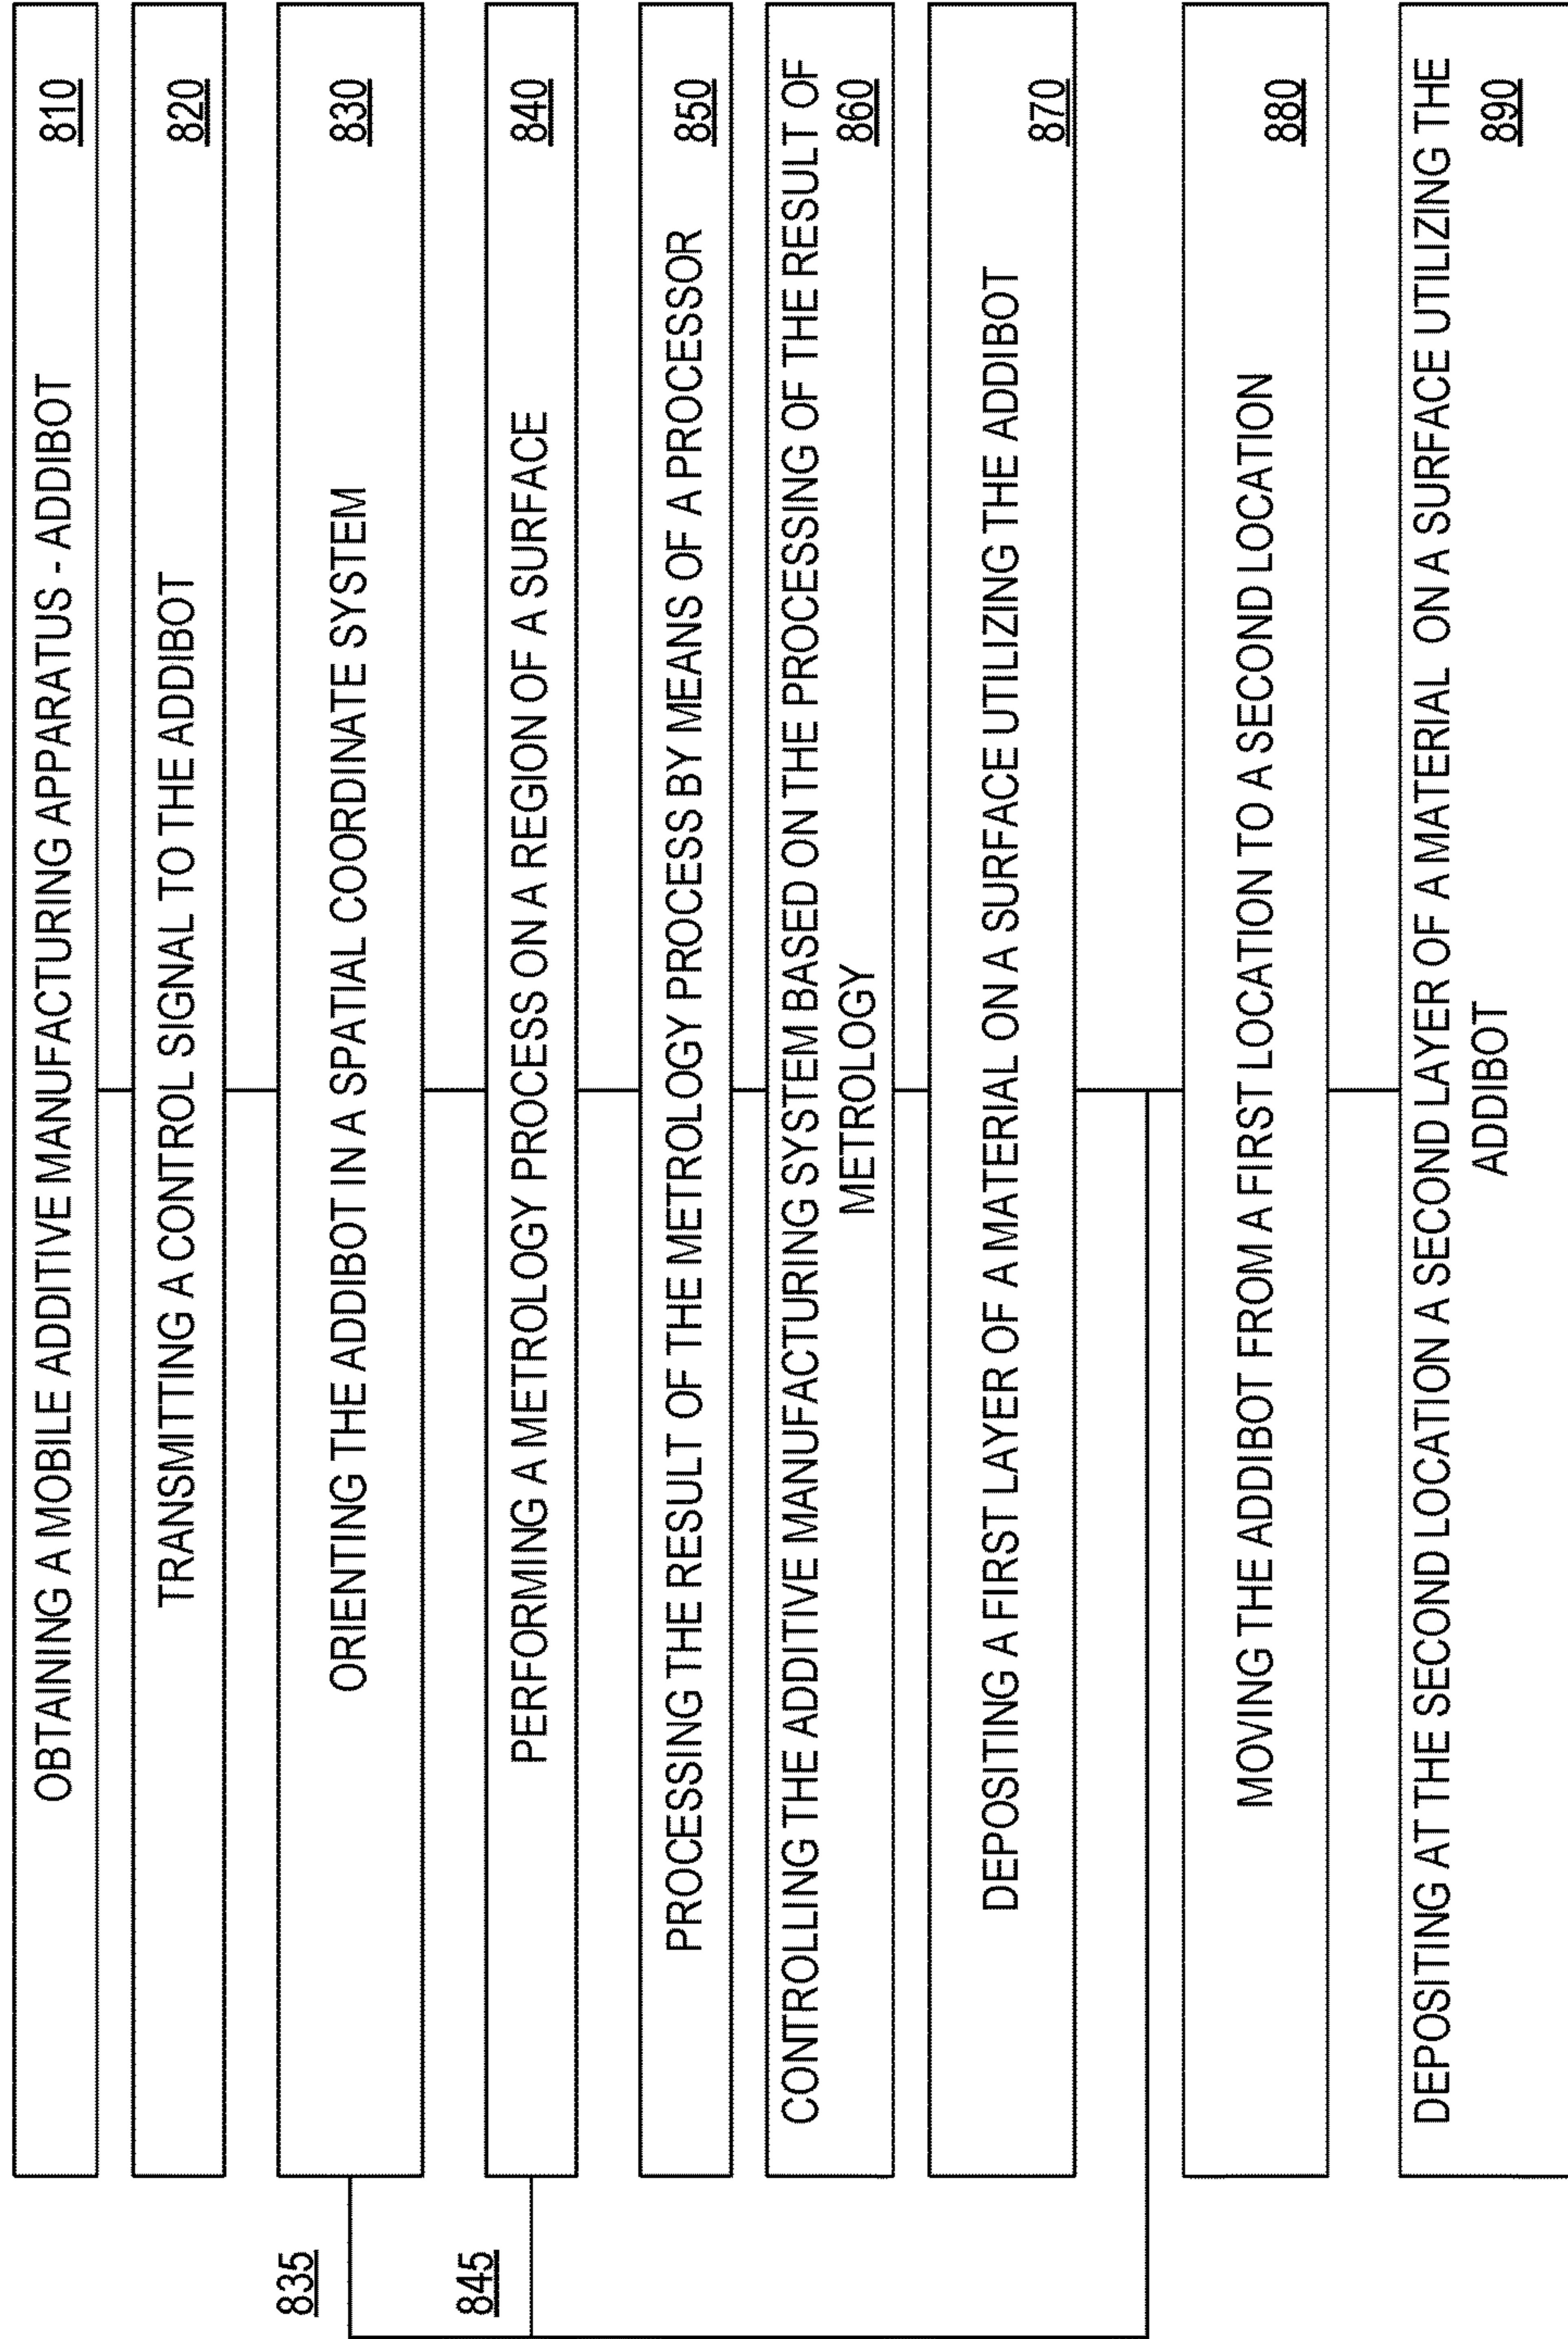 OBTAINING A MOBILE ADDITIVE MANUFACTURING APPARATUS - ADDIBOT
810
TRANSMITTING A CONTROL SIGNAL TO THE ADDIBOT
820
835
ORIENTING THE ADDIBOT IN A SPATIAL COORDINATE SYSTEM
830
845
PERFORMING A METROLOGY PROCESS ON A REGION OF A SURFACE
840
PROCESSING THE RESULT OF THE METROLOGY PROCESS BY MEANS OF A PROCESSOR
850
CONTROLLING THE ADDITIVE MANUFACTURING SYSTEM BASED ON THE PROCESSING OF THE RESULT OF
METROLOGY
860
DEPOSITING A FIRST LAYER OF A MATERIAL ON A SURFACE UTILIZING THE ADDIBOT
870
MOVING THE ADDIBOT FROM A FIRST LOCATION TO A SECOND LOCATION
880
DEPOSITING AT THE SECOND LOCATION A SECOND LAYER OF A MATERIAL ON A SURFACE UTILIZING THE
ADDIBOT
890